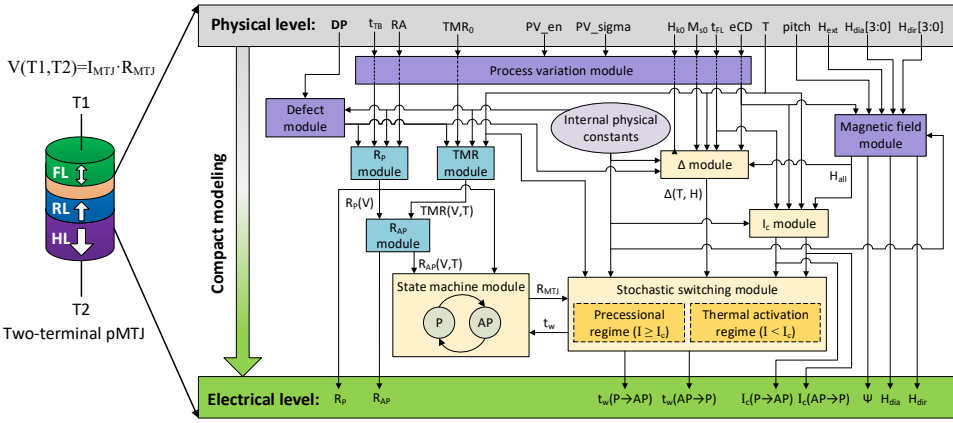 Physical level: DP t_TB RA TMR_0 PV_en PV_sigma H_k0 M_s0 t_FL eCD T pitch H_ext H_dia[3:0] H_dir[3:0]
V(T1,T2)=I_MTJ·R_MTJ
T1
FL
RL
HL
T2
Two-terminal pMTJ
Compact modeling
Process variation module
Defect
module
Internal physical
constants
Magnetic field
module
R_P
module
TMR
module
Δ module
H_all
R_P(V)
TMR(V,T)
Δ(T, H)
R_AP
module
I_c module
R_AP(V,T)
State machine module
P
AP
R_MTJ
t_w
Stochastic switching module
Precessional
regime (I ≥ I_c)
Thermal activation
regime (I < I_c)
Electrical level: R_P R_AP t_w(P→AP) t_w(AP→P) I_c(P→AP) I_c(AP→P) Ψ H_dia H_dir